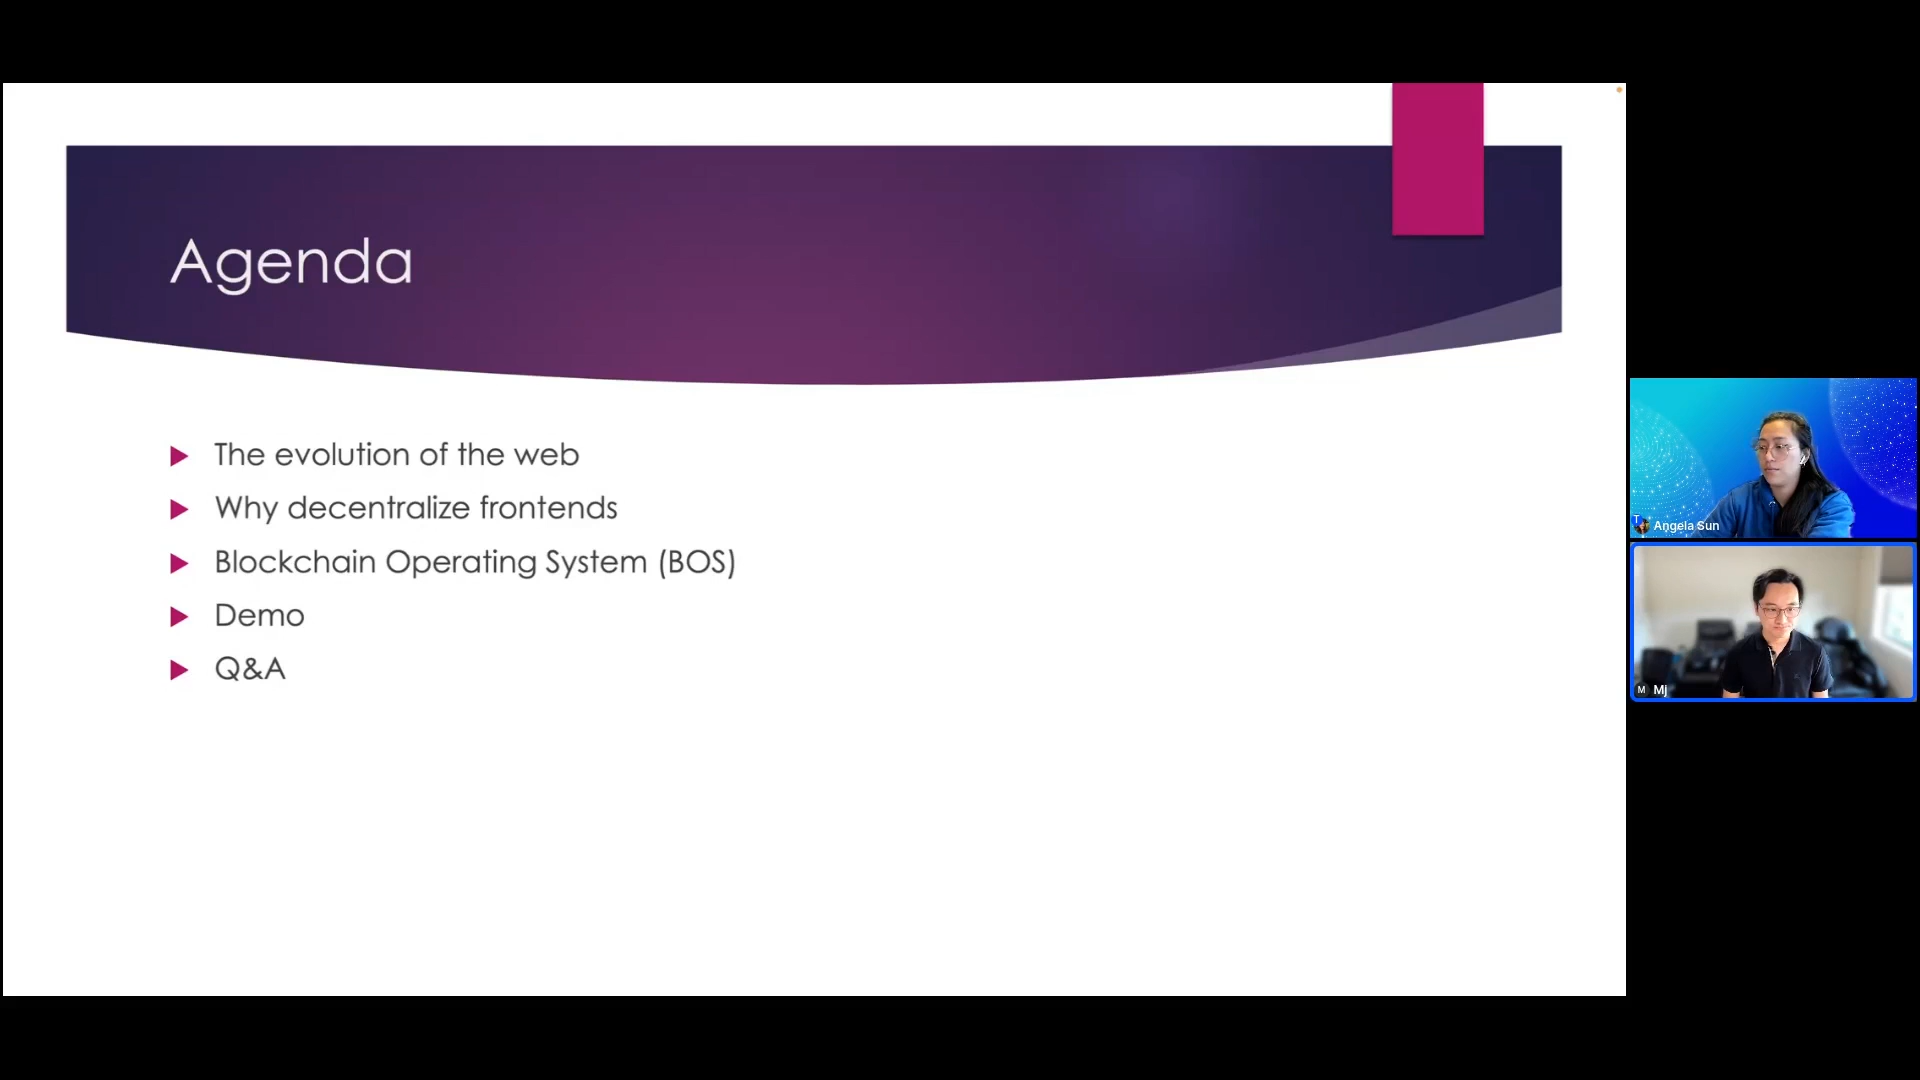 Agenda
The evolution of the web
Why decentralize frontends
Blockchain Operating System (BOS)
Demo
Q&A
T
Angela Sun
M
Mj